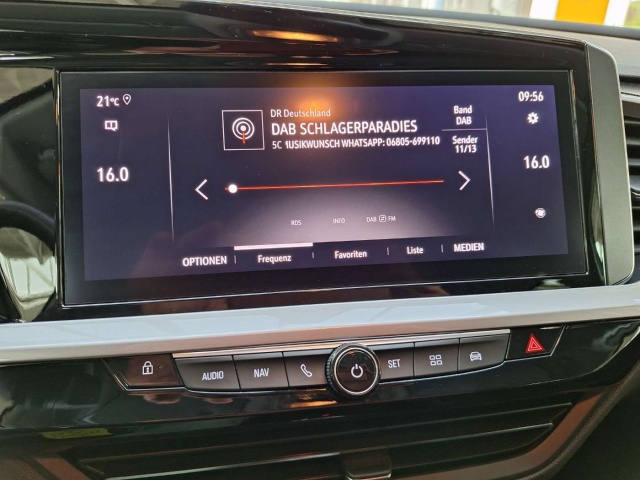 21°C
09:56
DR Deutschland
DAB SCHLAGERPARADIES
5C 1USIKWUNSCH WHATSAPP: 06805-699110
Band
DAB
Sender
11/13
16.0
16.0
RDS INFO DAB FM
OPTIONEN Frequenz Favoriten Liste MEDIEN
AUDIO NAV SET